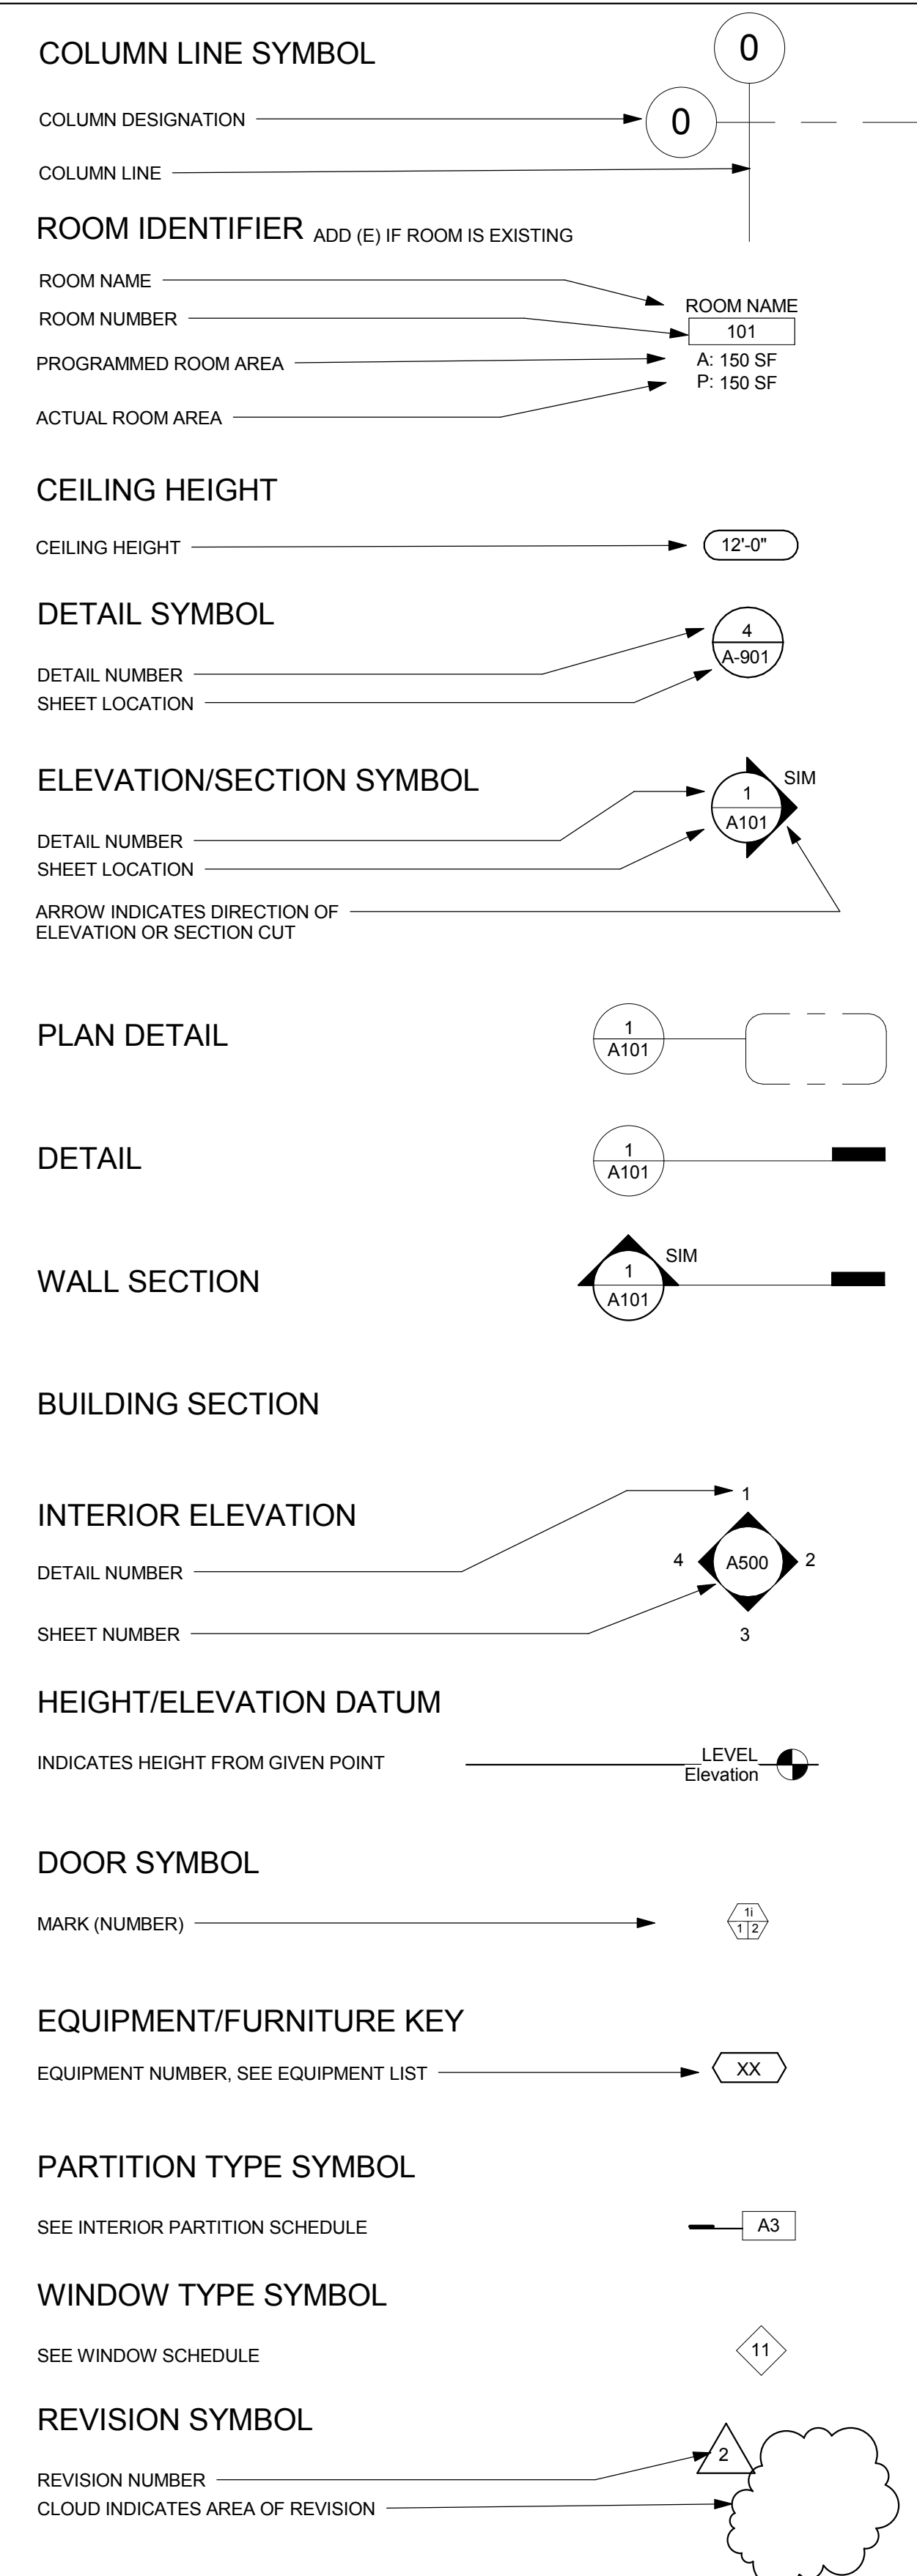 COLUMN LINE SYMBOL
0
COLUMN DESIGNATION
0
COLUMN LINE
ROOM IDENTIFIER ADD (E) IF ROOM IS EXISTING
ROOM NAME
ROOM NAME
ROOM NUMBER
101
PROGRAMMED ROOM AREA
A: 150 SF
P: 150 SF
ACTUAL ROOM AREA
CEILING HEIGHT
CEILING HEIGHT
12'-0"
DETAIL SYMBOL
4
A-901
DETAIL NUMBER
SHEET LOCATION
ELEVATION/SECTION SYMBOL
SIM
1
A101
DETAIL NUMBER
SHEET LOCATION
ARROW INDICATES DIRECTION OF
ELEVATION OR SECTION CUT
PLAN DETAIL
1
A101
DETAIL
1
A101
WALL SECTION
SIM
1
A101
BUILDING SECTION
INTERIOR ELEVATION
1
4
A500
2
3
DETAIL NUMBER
SHEET NUMBER
HEIGHT/ELEVATION DATUM
INDICATES HEIGHT FROM GIVEN POINT
LEVEL
Elevation
DOOR SYMBOL
MARK (NUMBER)
1i
1 2
EQUIPMENT/FURNITURE KEY
EQUIPMENT NUMBER, SEE EQUIPMENT LIST
XX
PARTITION TYPE SYMBOL
SEE INTERIOR PARTITION SCHEDULE
A3
WINDOW TYPE SYMBOL
SEE WINDOW SCHEDULE
11
REVISION SYMBOL
2
REVISION NUMBER
CLOUD INDICATES AREA OF REVISION